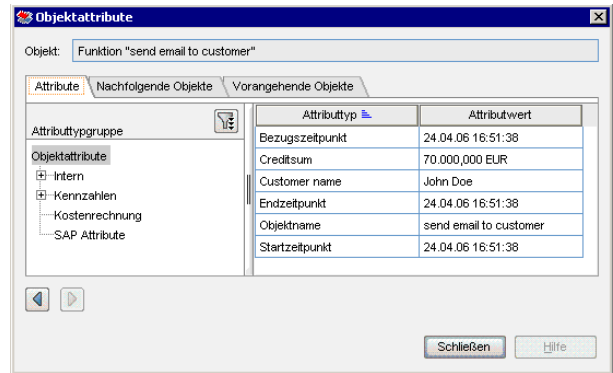 Objektattribute
Objekt: Funktion "send email to customer"
Attribute Nachfolgende Objekte Vorangehende Objekte
Attributtypgruppe
Objektattribute
Intern
Kennzahlen
Kostenrechnung
SAP Attribute
Attributtyp Attributwert
Bezugszeitpunkt 24.04.06 16:51:38
Creditsum 70.000,000 EUR
Customer name John Doe
Endzeitpunkt 24.04.06 16:51:38
Objektname send email to customer
Startzeitpunkt 24.04.06 16:51:38
Schließen Hilfe